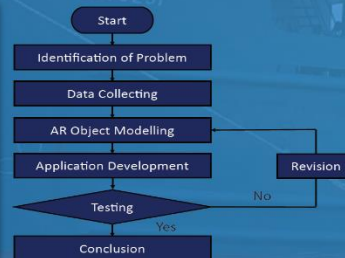 Start
Identification of Problem
Data Collecting
AR Object Modelling
Application Development
Revision
Testing
No
Yes
Conclusion